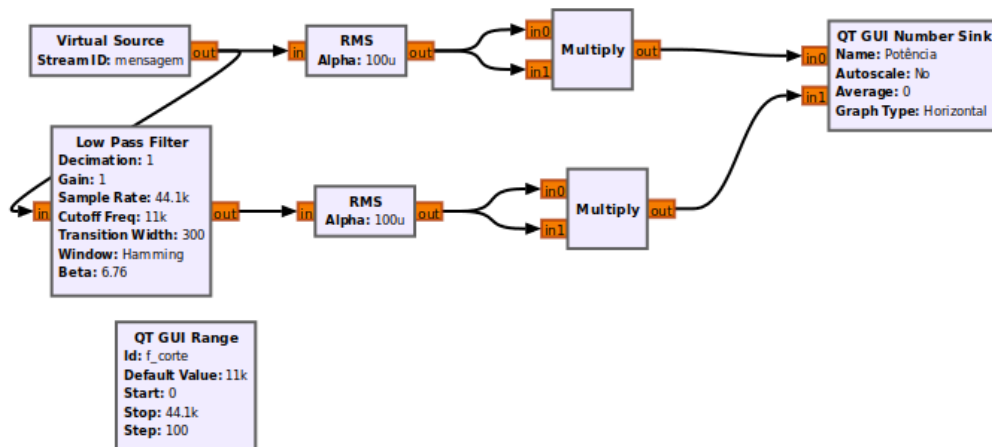 Virtual Source
Stream ID: mensagem
out
in
RMS
Alpha: 100u
out
in0
in1
Multiply
out
QT GUI Number Sink
Name: Potência
Autoscale: No
Average: 0
Graph Type: Horizontal
in0
in1
Low Pass Filter
Decimation: 1
Gain: 1
Sample Rate: 44.1k
Cutoff Freq: 11k
Transition Width: 300
Window: Hamming
Beta: 6.76
in
out
in
RMS
Alpha: 100u
out
in0
in1
Multiply
out
QT GUI Range
Id: f_corte
Default Value: 11k
Start: 0
Stop: 44.1k
Step: 100